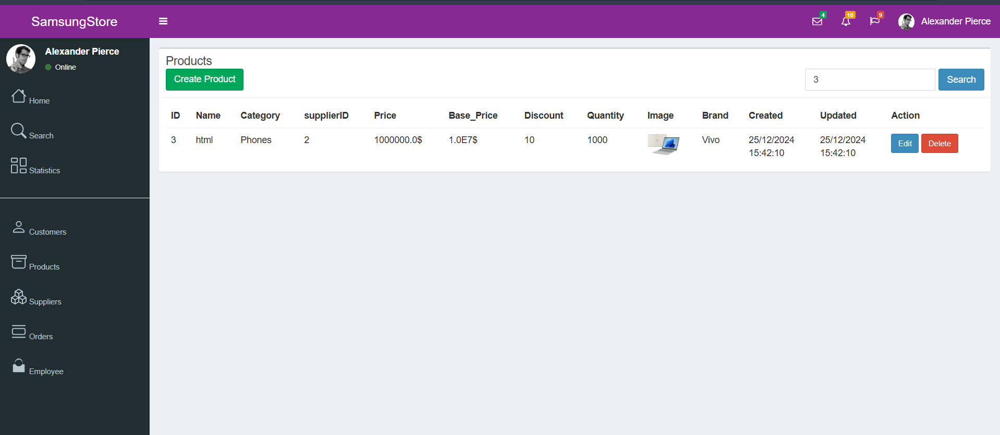 SamsungStore
4
10
9
Alexander Pierce
Alexander Pierce
Online
Home
Search
Statistics
Customers
Products
Suppliers
Orders
Employee
Products
Create Product
3
Search
ID Name Category supplierID Price Base_Price Discount Quantity Image Brand Created Updated Action
3 html Phones 2 1000000.0$ 1.0E7$ 10 1000 Vivo 25/12/2024 25/12/2024 Edit Delete
15:42:10 15:42:10